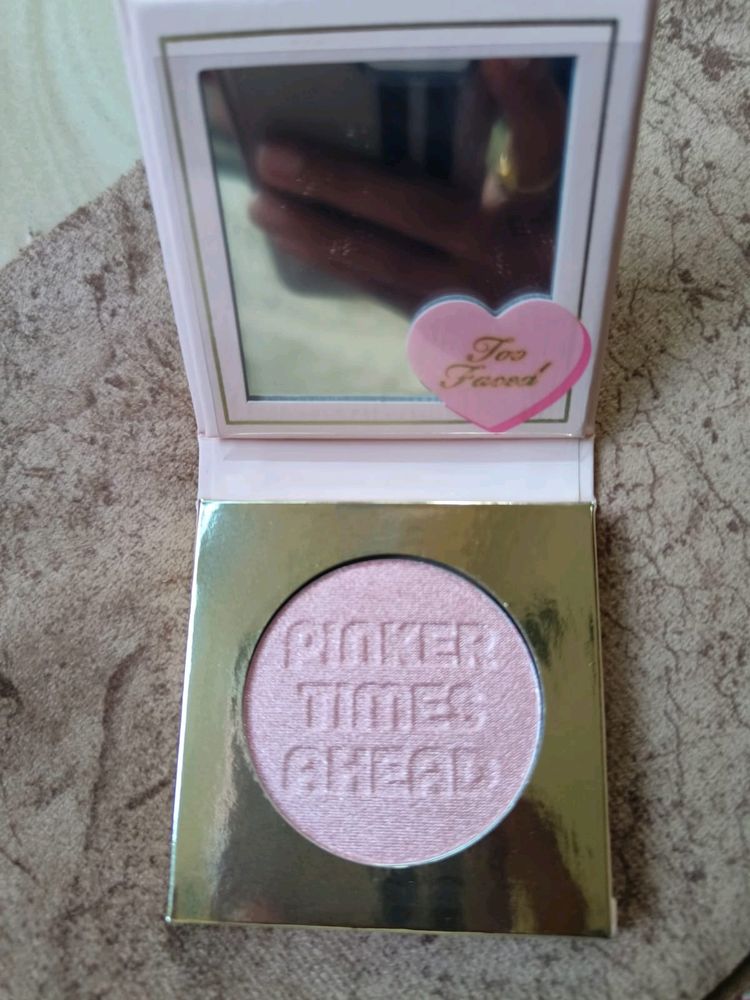 Too
Faced
PINKER
TIMES
AHEAD